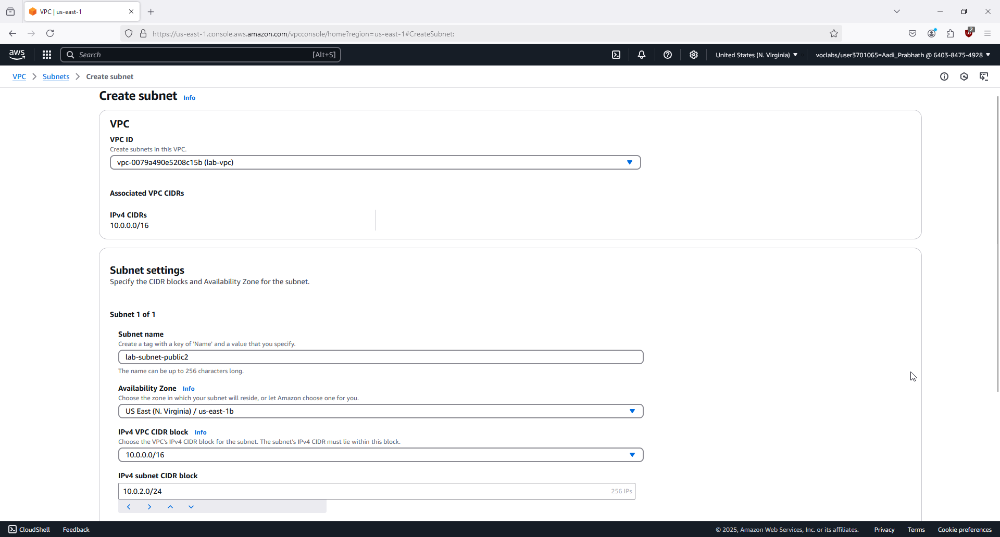 VPC | us-east-1
https://us-east-1.console.aws.amazon.com/vpcconsole/home?region=us-east-1#CreateSubnet:
2
aws
Search
[Alt+S]
United States (N. Virginia)
voclabs/user3701065=Aadi_Prabhath @ 6403-8475-4928
VPC
Subnets
Create subnet
Create subnet
Info
VPC
VPC ID
Create subnets in this VPC.
vpc-0079a490e5208c15b (lab-vpc)
Associated VPC CIDRs
IPv4 CIDRs
10.0.0.0/16
Subnet settings
Specify the CIDR blocks and Availability Zone for the subnet.
Subnet 1 of 1
Subnet name
Create a tag with a key of 'Name' and a value that you specify.
lab-subnet-public2
The name can be up to 256 characters long.
Availability Zone Info
Choose the zone in which your subnet will reside, or let Amazon choose one for you.
US East (N. Virginia) / us-east-1b
IPv4 VPC CIDR block Info
Choose the VPC's IPv4 CIDR block for the subnet. The subnet's IPv4 CIDR must lie within this block.
10.0.0.0/16
IPv4 subnet CIDR block
10.0.2.0/24
256 IPs
CloudShell
Feedback
© 2025, Amazon Web Services, Inc. or its affiliates.
Privacy
Terms
Cookie preferences